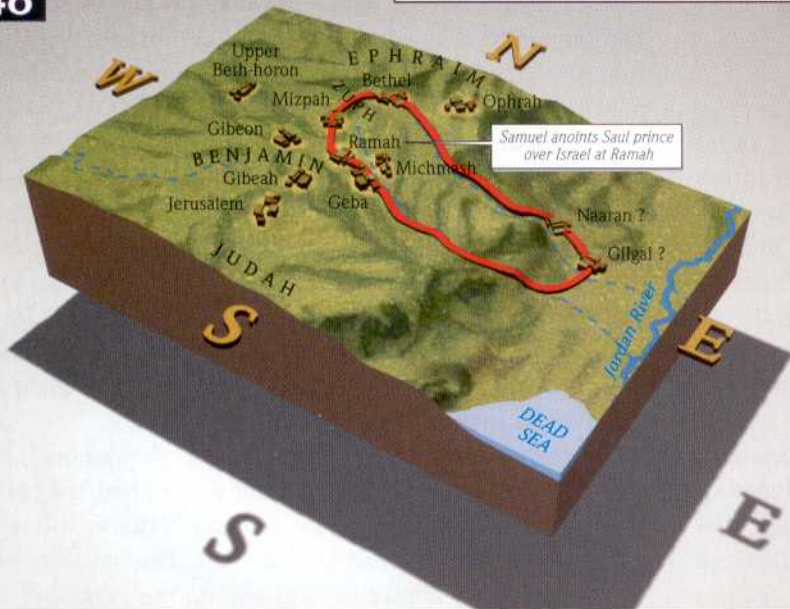 48
N
W
EPHRAIM
Upper
Beth-horon
Bethel
ZUPH
Ophrah
Mizpah
Gibeon
Ramah
Samuel anoints Saul prince
over Israel at Ramah
BENJAMIN
Michmash
Gibeah
Jerusalem
Geba
Naaran ?
Gilgal ?
JUDAH
Jordan River
S
E
DEAD
SEA
S
E